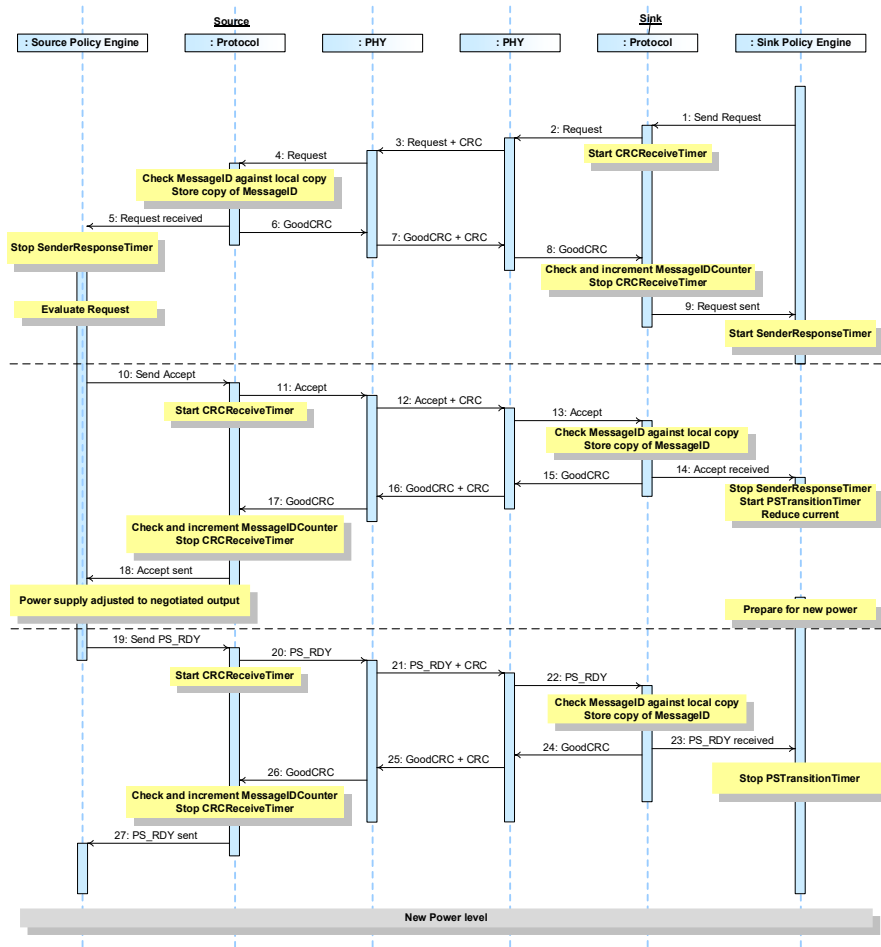 Source
Sink
: Source Policy Engine
: Protocol
: PHY
: PHY
: Protocol
: Sink Policy Engine
1: Send Request
2: Request
3: Request + CRC
4: Request
Start CRCReceiveTimer
Check MessageID against local copy
Store copy of MessageID
5: Request received
6: GoodCRC
7: GoodCRC + CRC
8: GoodCRC
Stop SenderResponseTimer
Check and increment MessageIDCounter
Stop CRCReceiveTimer
9: Request sent
Evaluate Request
Start SenderResponseTimer
10: Send Accept
11: Accept
12: Accept + CRC
13: Accept
Start CRCReceiveTimer
Check MessageID against local copy
Store copy of MessageID
14: Accept received
15: GoodCRC
16: GoodCRC + CRC
17: GoodCRC
Stop SenderResponseTimer
Start PSTransitionTimer
Reduce current
Check and increment MessageIDCounter
Stop CRCReceiveTimer
18: Accept sent
Power supply adjusted to negotiated output
Prepare for new power
19: Send PS_RDY
20: PS_RDY
21: PS_RDY + CRC
22: PS_RDY
Start CRCReceiveTimer
Check MessageID against local copy
Store copy of MessageID
23: PS_RDY received
24: GoodCRC
25: GoodCRC + CRC
26: GoodCRC
Stop PSTransitionTimer
Check and increment MessageIDCounter
Stop CRCReceiveTimer
27: PS_RDY sent
New Power level